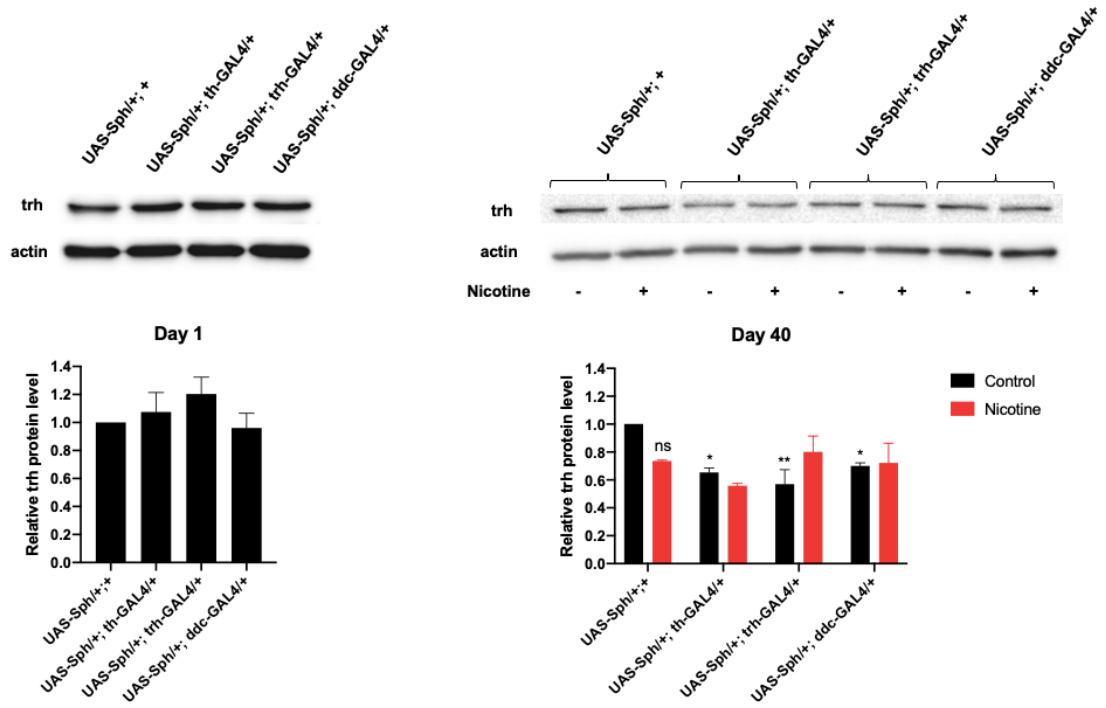 UAS-Sph/+; +
UAS-Sph/+; th-GAL4/+
UAS-Sph/+; trh-GAL4/+
UAS-Sph/+; ddc-GAL4/+
trh
actin
Day 1
Relative trh protein level
1.4
1.2
1.0
0.8
0.6
0.4
0.2
0.0
UAS-Sph/+;+
UAS-Sph/+; th-GAL4/+
UAS-Sph/+; trh-GAL4/+
UAS-Sph/+; ddc-GAL4/+
UAS-Sph/+; +
UAS-Sph/+; th-GAL4/+
UAS-Sph/+; trh-GAL4/+
UAS-Sph/+; ddc-GAL4/+
trh
actin
Nicotine - + - + - + - +
Day 40
Relative trh protein level
1.4
1.2
1.0
0.8
0.6
0.4
0.2
0.0
ns * ** *
UAS-Sph/+;+
UAS-Sph/+; th-GAL4/+
UAS-Sph/+; trh-GAL4/+
UAS-Sph/+; ddc-GAL4/+
Control
Nicotine